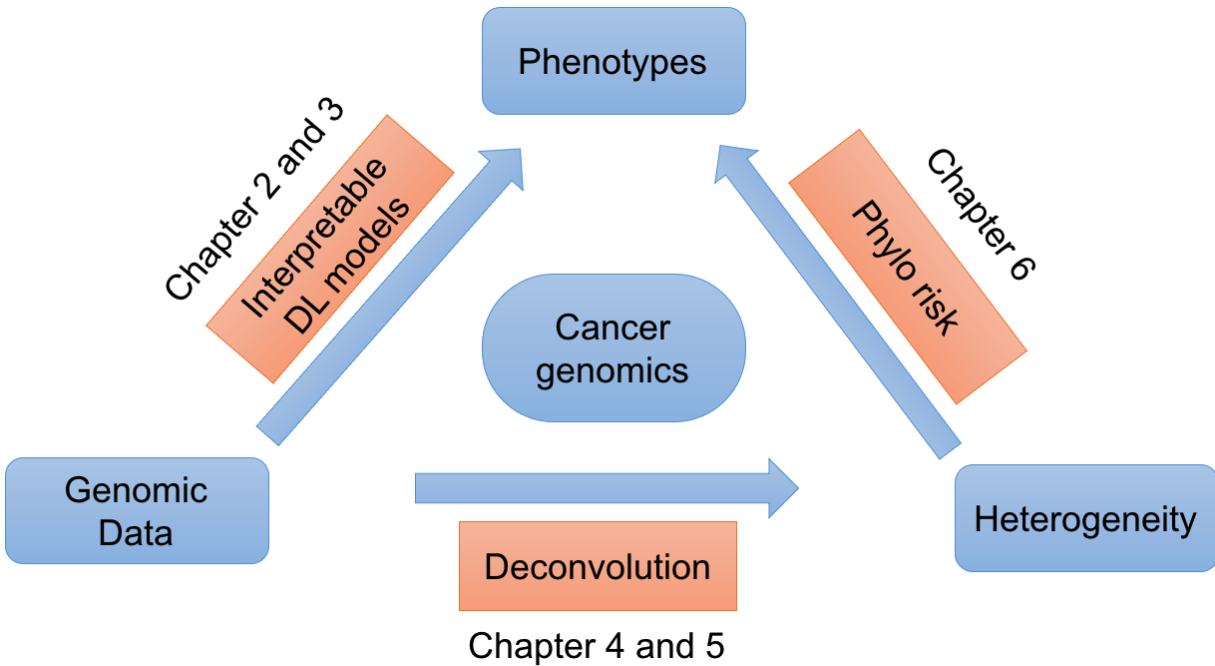 Phenotypes
Chapter 2 and 3
Interpretable
DL models
Chapter 6
Phylo risk
Cancer
genomics
Genomic
Data
Heterogeneity
Deconvolution
Chapter 4 and 5